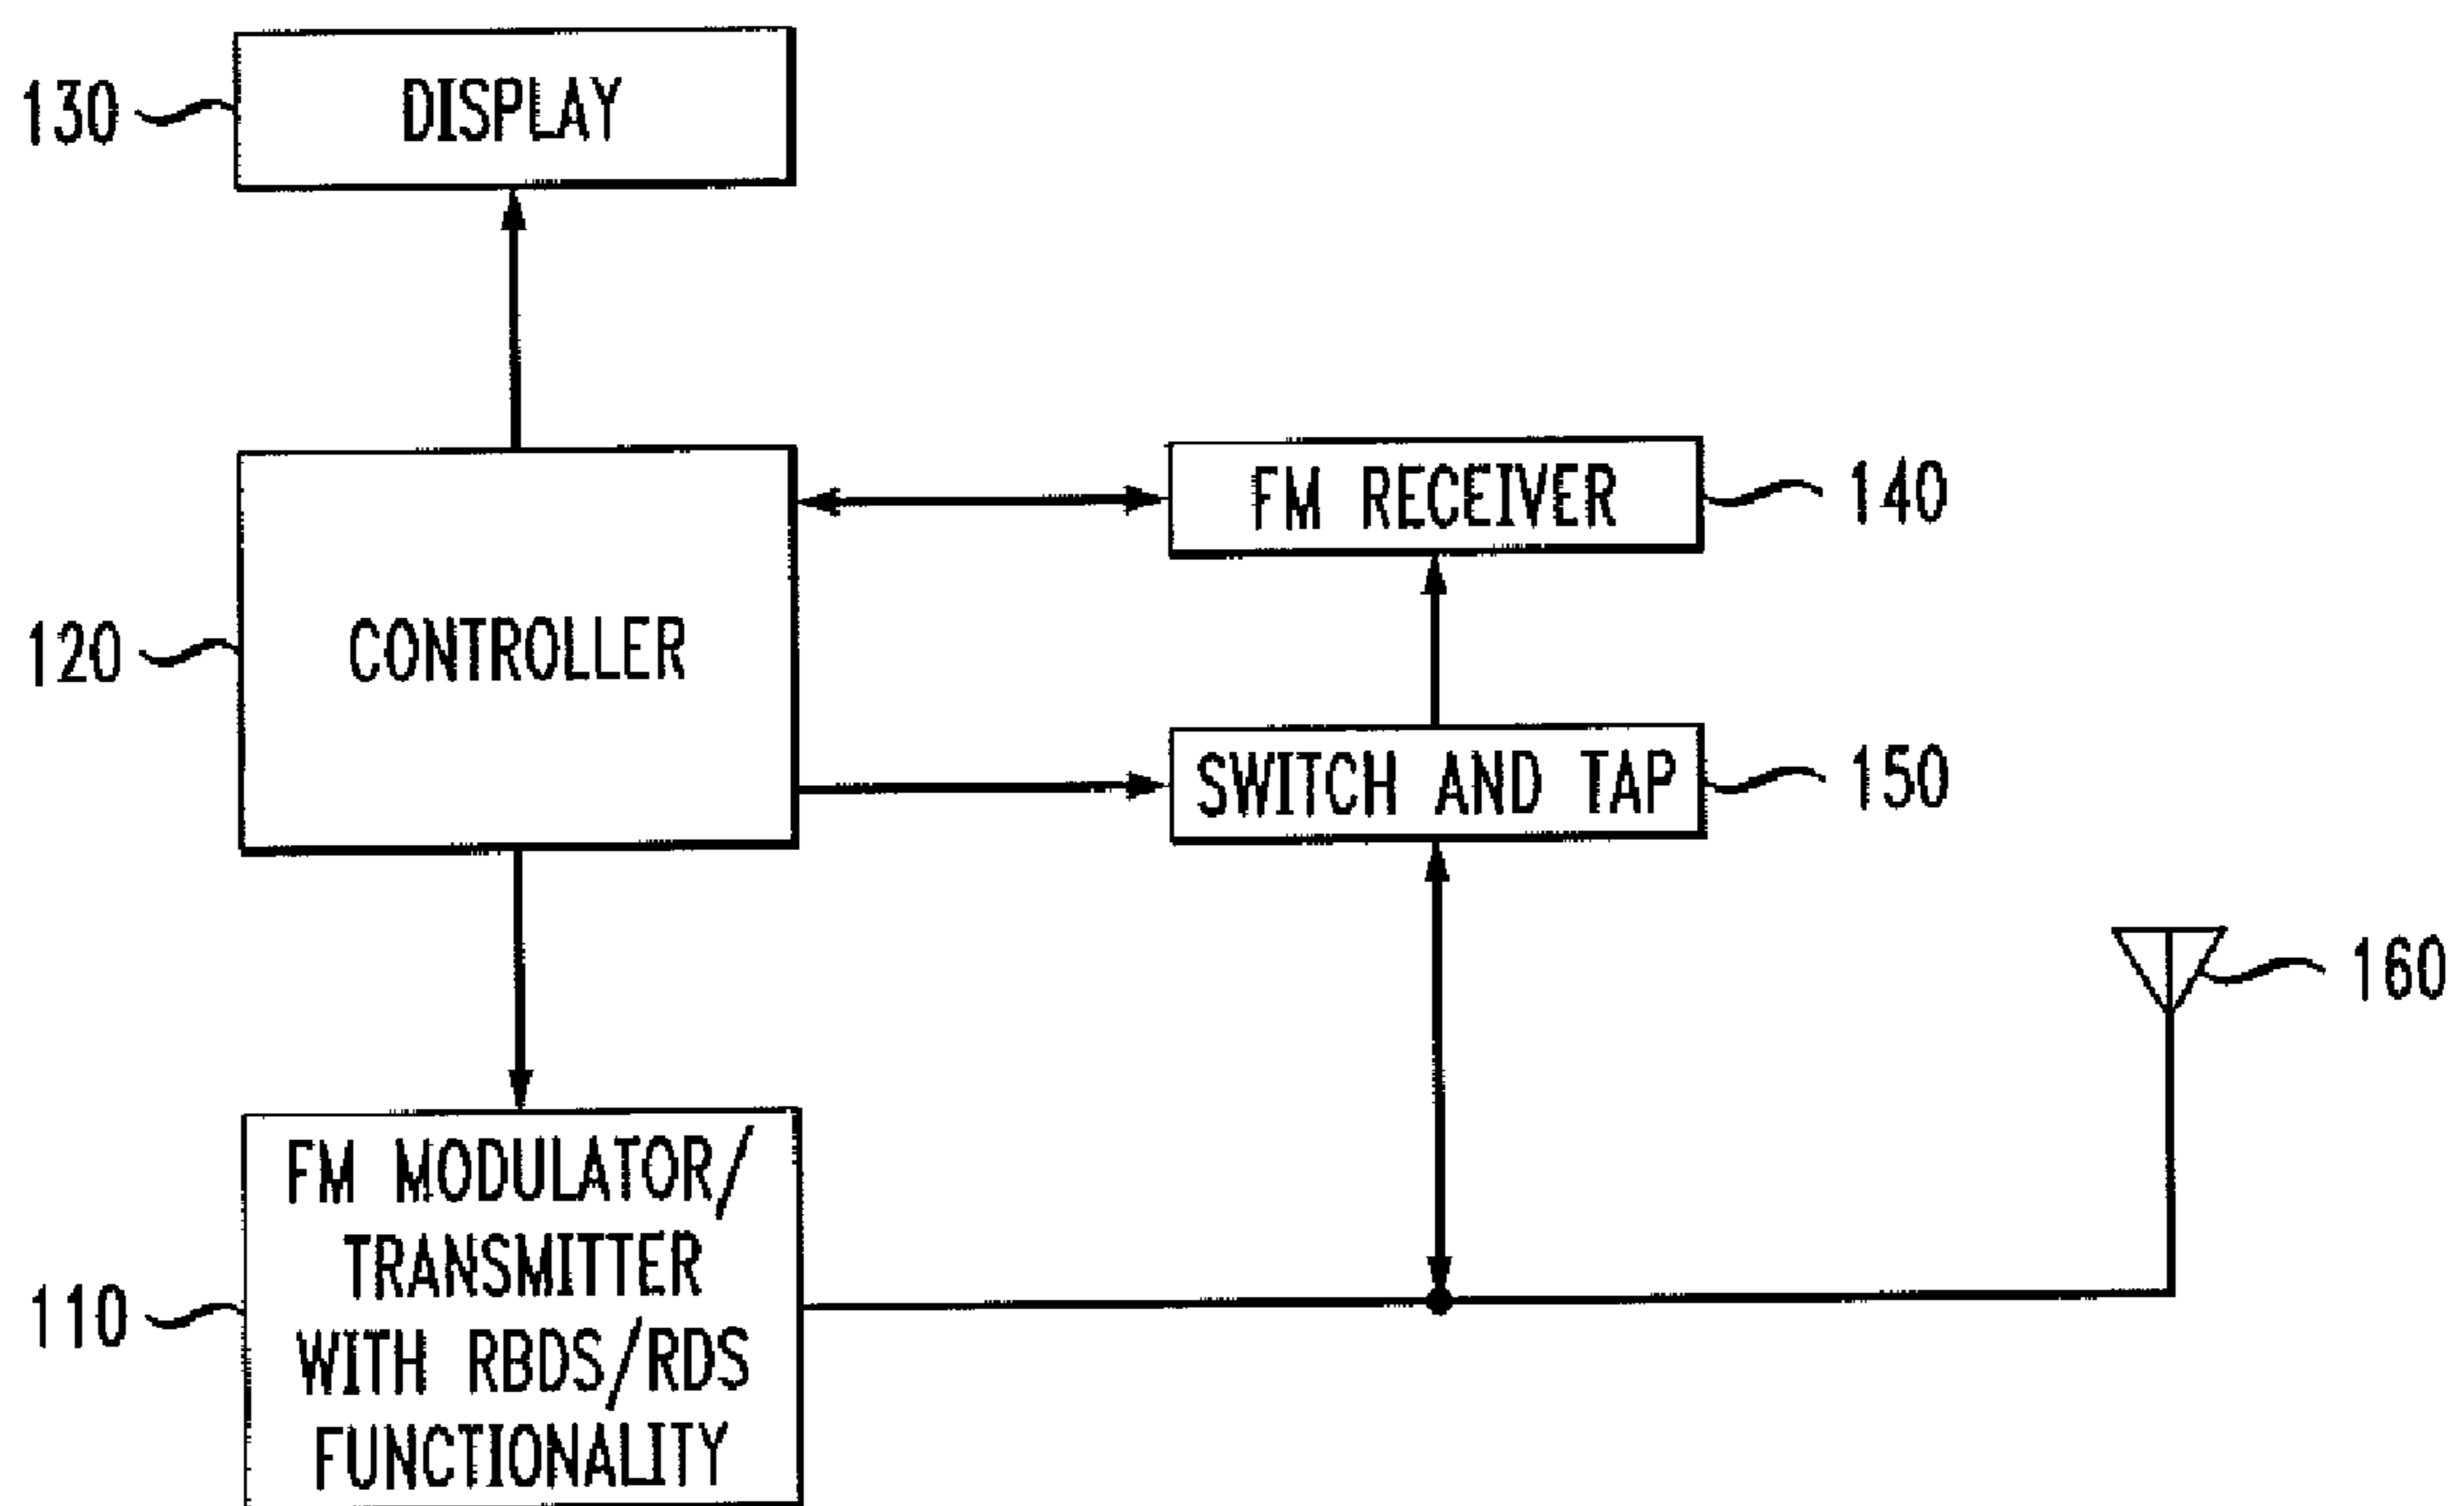 130
DISPLAY
FM RECEIVER
140
120
CONTROLLER
SWITCH AND TAP
150
160
110
FM MODULATOR/
TRANSMITTER
WITH RBDS/RDS
FUNCTIONALITY